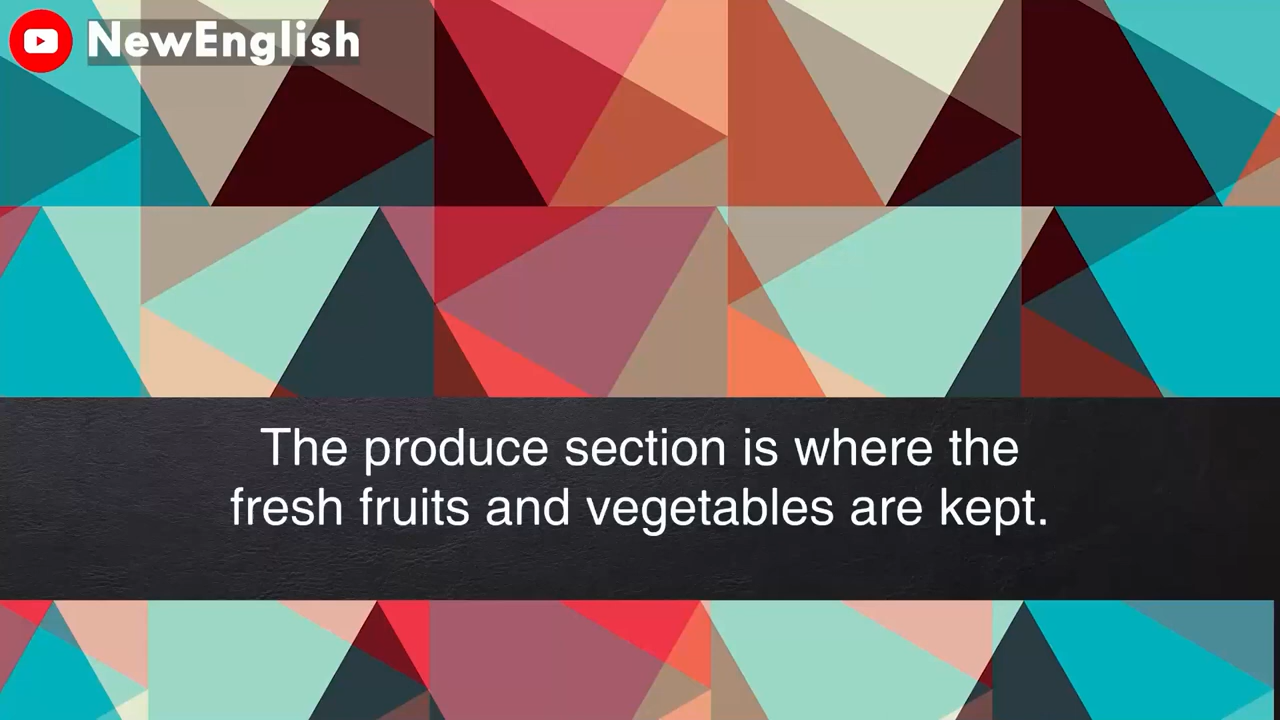 NewEnglish
The produce section is where the
fresh fruits and vegetables are kept.